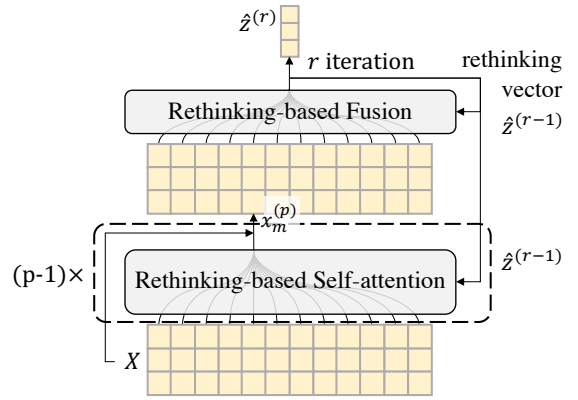 ẑ^(r)
r iteration
rethinking
vector
ẑ^(r−1)
Rethinking-based Fusion
x_m^(p)
(p-1)×
Rethinking-based Self-attention
ẑ^(r−1)
X